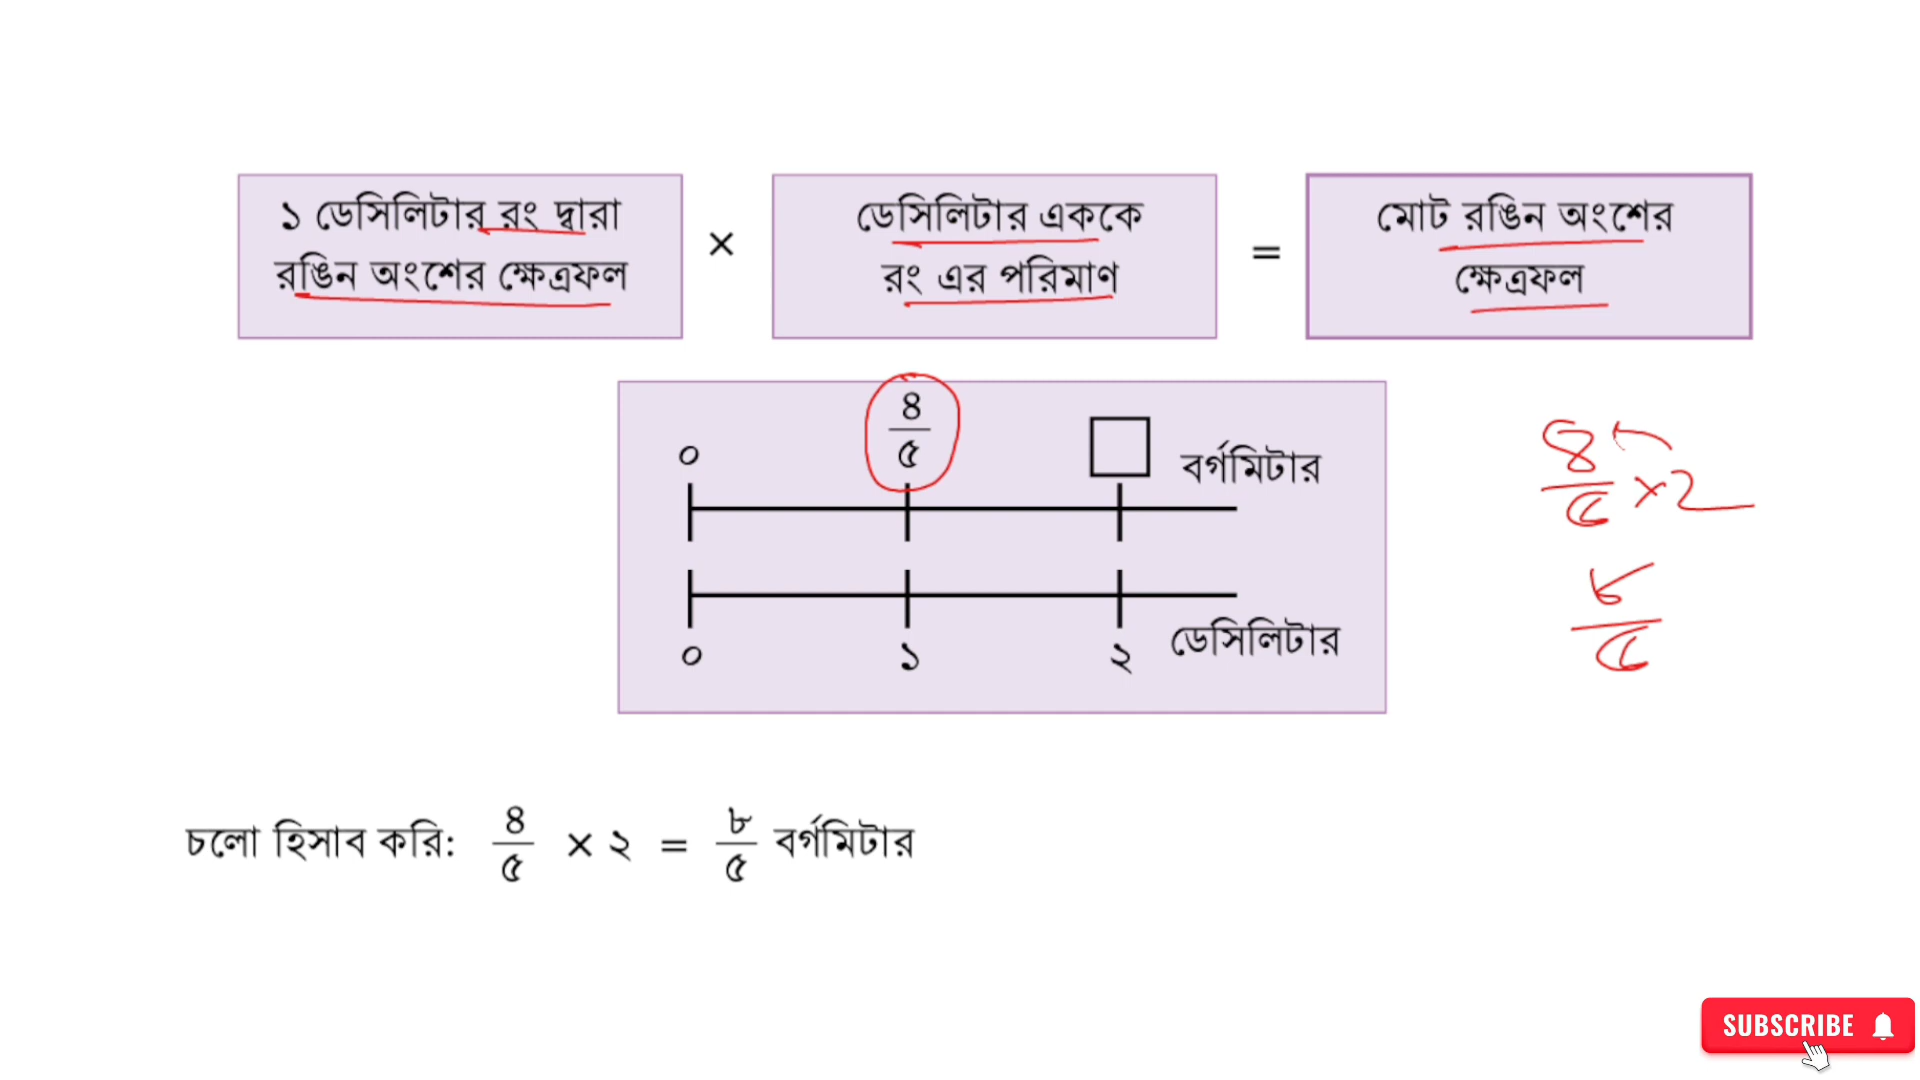 ১ ডেসিলিটার রং দ্বারা
রঙিন অংশের ক্ষেত্রফল
×
ডেসিলিটার এককে
রং এর পরিমাণ
=
মোট রঙিন অংশের
ক্ষেত্রফল
০ ৪/৫ □ বর্গমিটার
০ ১ ২ ডেসিলিটার
৪/৫ × ২
৮/৫
চলো হিসাব করি: ৪/৫ × ২ = ৮/৫ বর্গমিটার
SUBSCRIBE